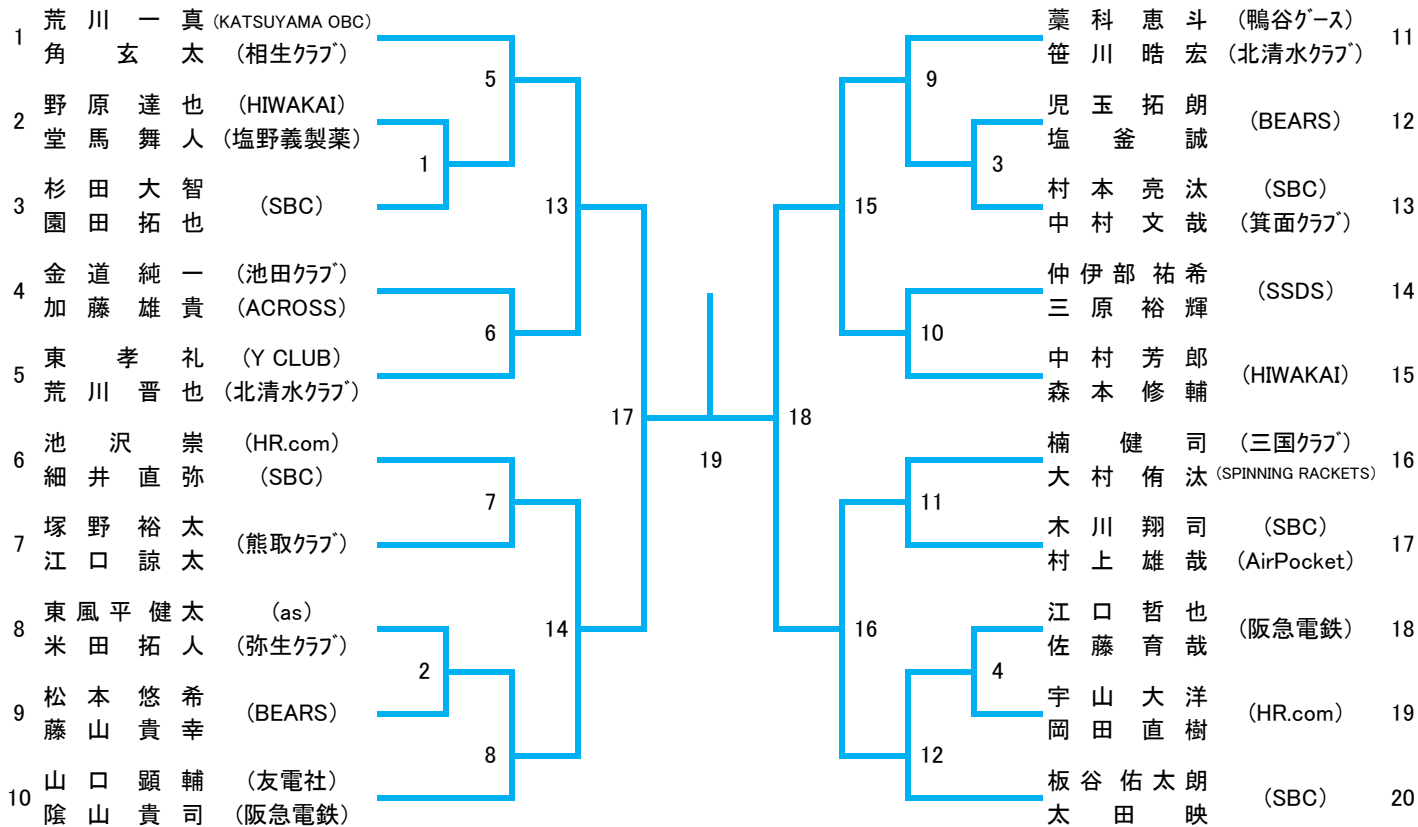 1 荒川一真 (KATSUYAMA OBC)
角玄太 (相生クラブ)
2 野原達也 (HIWAKAI)
堂馬舞人 (塩野義製薬)
3 杉田大智 (SBC)
園田拓也
4 金道純一 (池田クラブ)
加藤雄貴 (ACROSS)
5 東孝礼 (Y CLUB)
荒川晋也 (北清水クラブ)
6 池沢崇 (HR.com)
細井直弥 (SBC)
7 塚野裕太 (熊取クラブ)
江口諒太
8 東風平健太 (as)
米田拓人 (弥生クラブ)
9 松本悠希 (BEARS)
藤山貴幸
10 山口顕輔 (友電社)
隂山貴司 (阪急電鉄)
5
1
13
6
17
7
14
2
8
19
9
3
15
10
18
11
16
4
12
藁科恵斗 (鴨谷グース) 11
笹川晧宏 (北清水クラブ)
児玉拓朗 (BEARS) 12
塩釜誠
村本亮汰 (SBC) 13
中村文哉 (箕面クラブ)
仲伊部祐希 (SSDS) 14
三原裕輝
中村芳郎 (HIWAKAI) 15
森本修輔
楠健司 (三国クラブ) 16
大村侑汰 (SPINNING RACKETS)
木川翔司 (SBC) 17
村上雄哉 (AirPocket)
江口哲也 (阪急電鉄) 18
佐藤育哉
宇山大洋 (HR.com) 19
岡田直樹
板谷佑太朗 (SBC) 20
太田映